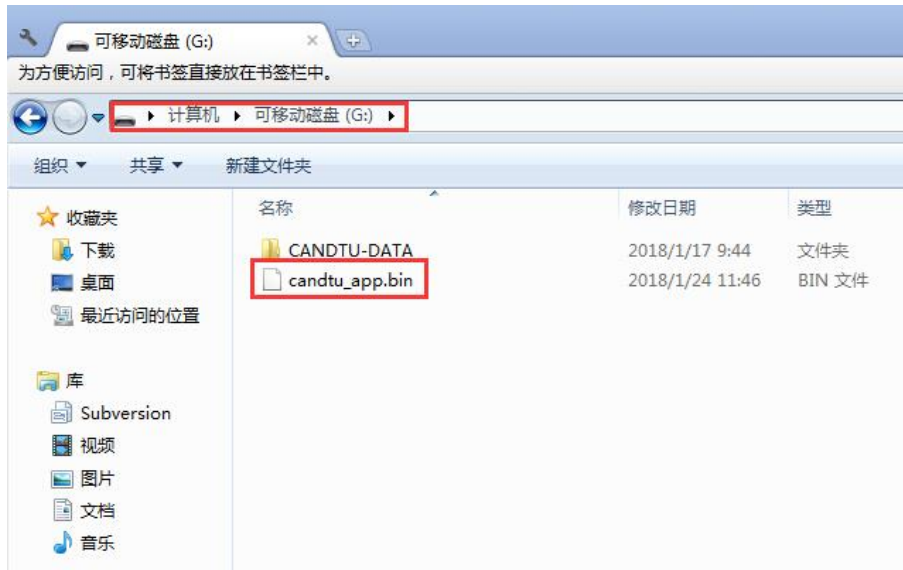 可移动磁盘 (G:)
为方便访问，可将书签直接放在书签栏中。
计算机 可移动磁盘 (G:)
组织 共享 新建文件夹
名称 修改日期 类型
收藏夹
下载
桌面
最近访问的位置
库
Subversion
视频
图片
文档
音乐
CANDTU-DATA 2018/1/17 9:44 文件夹
candtu_app.bin 2018/1/24 11:46 BIN 文件